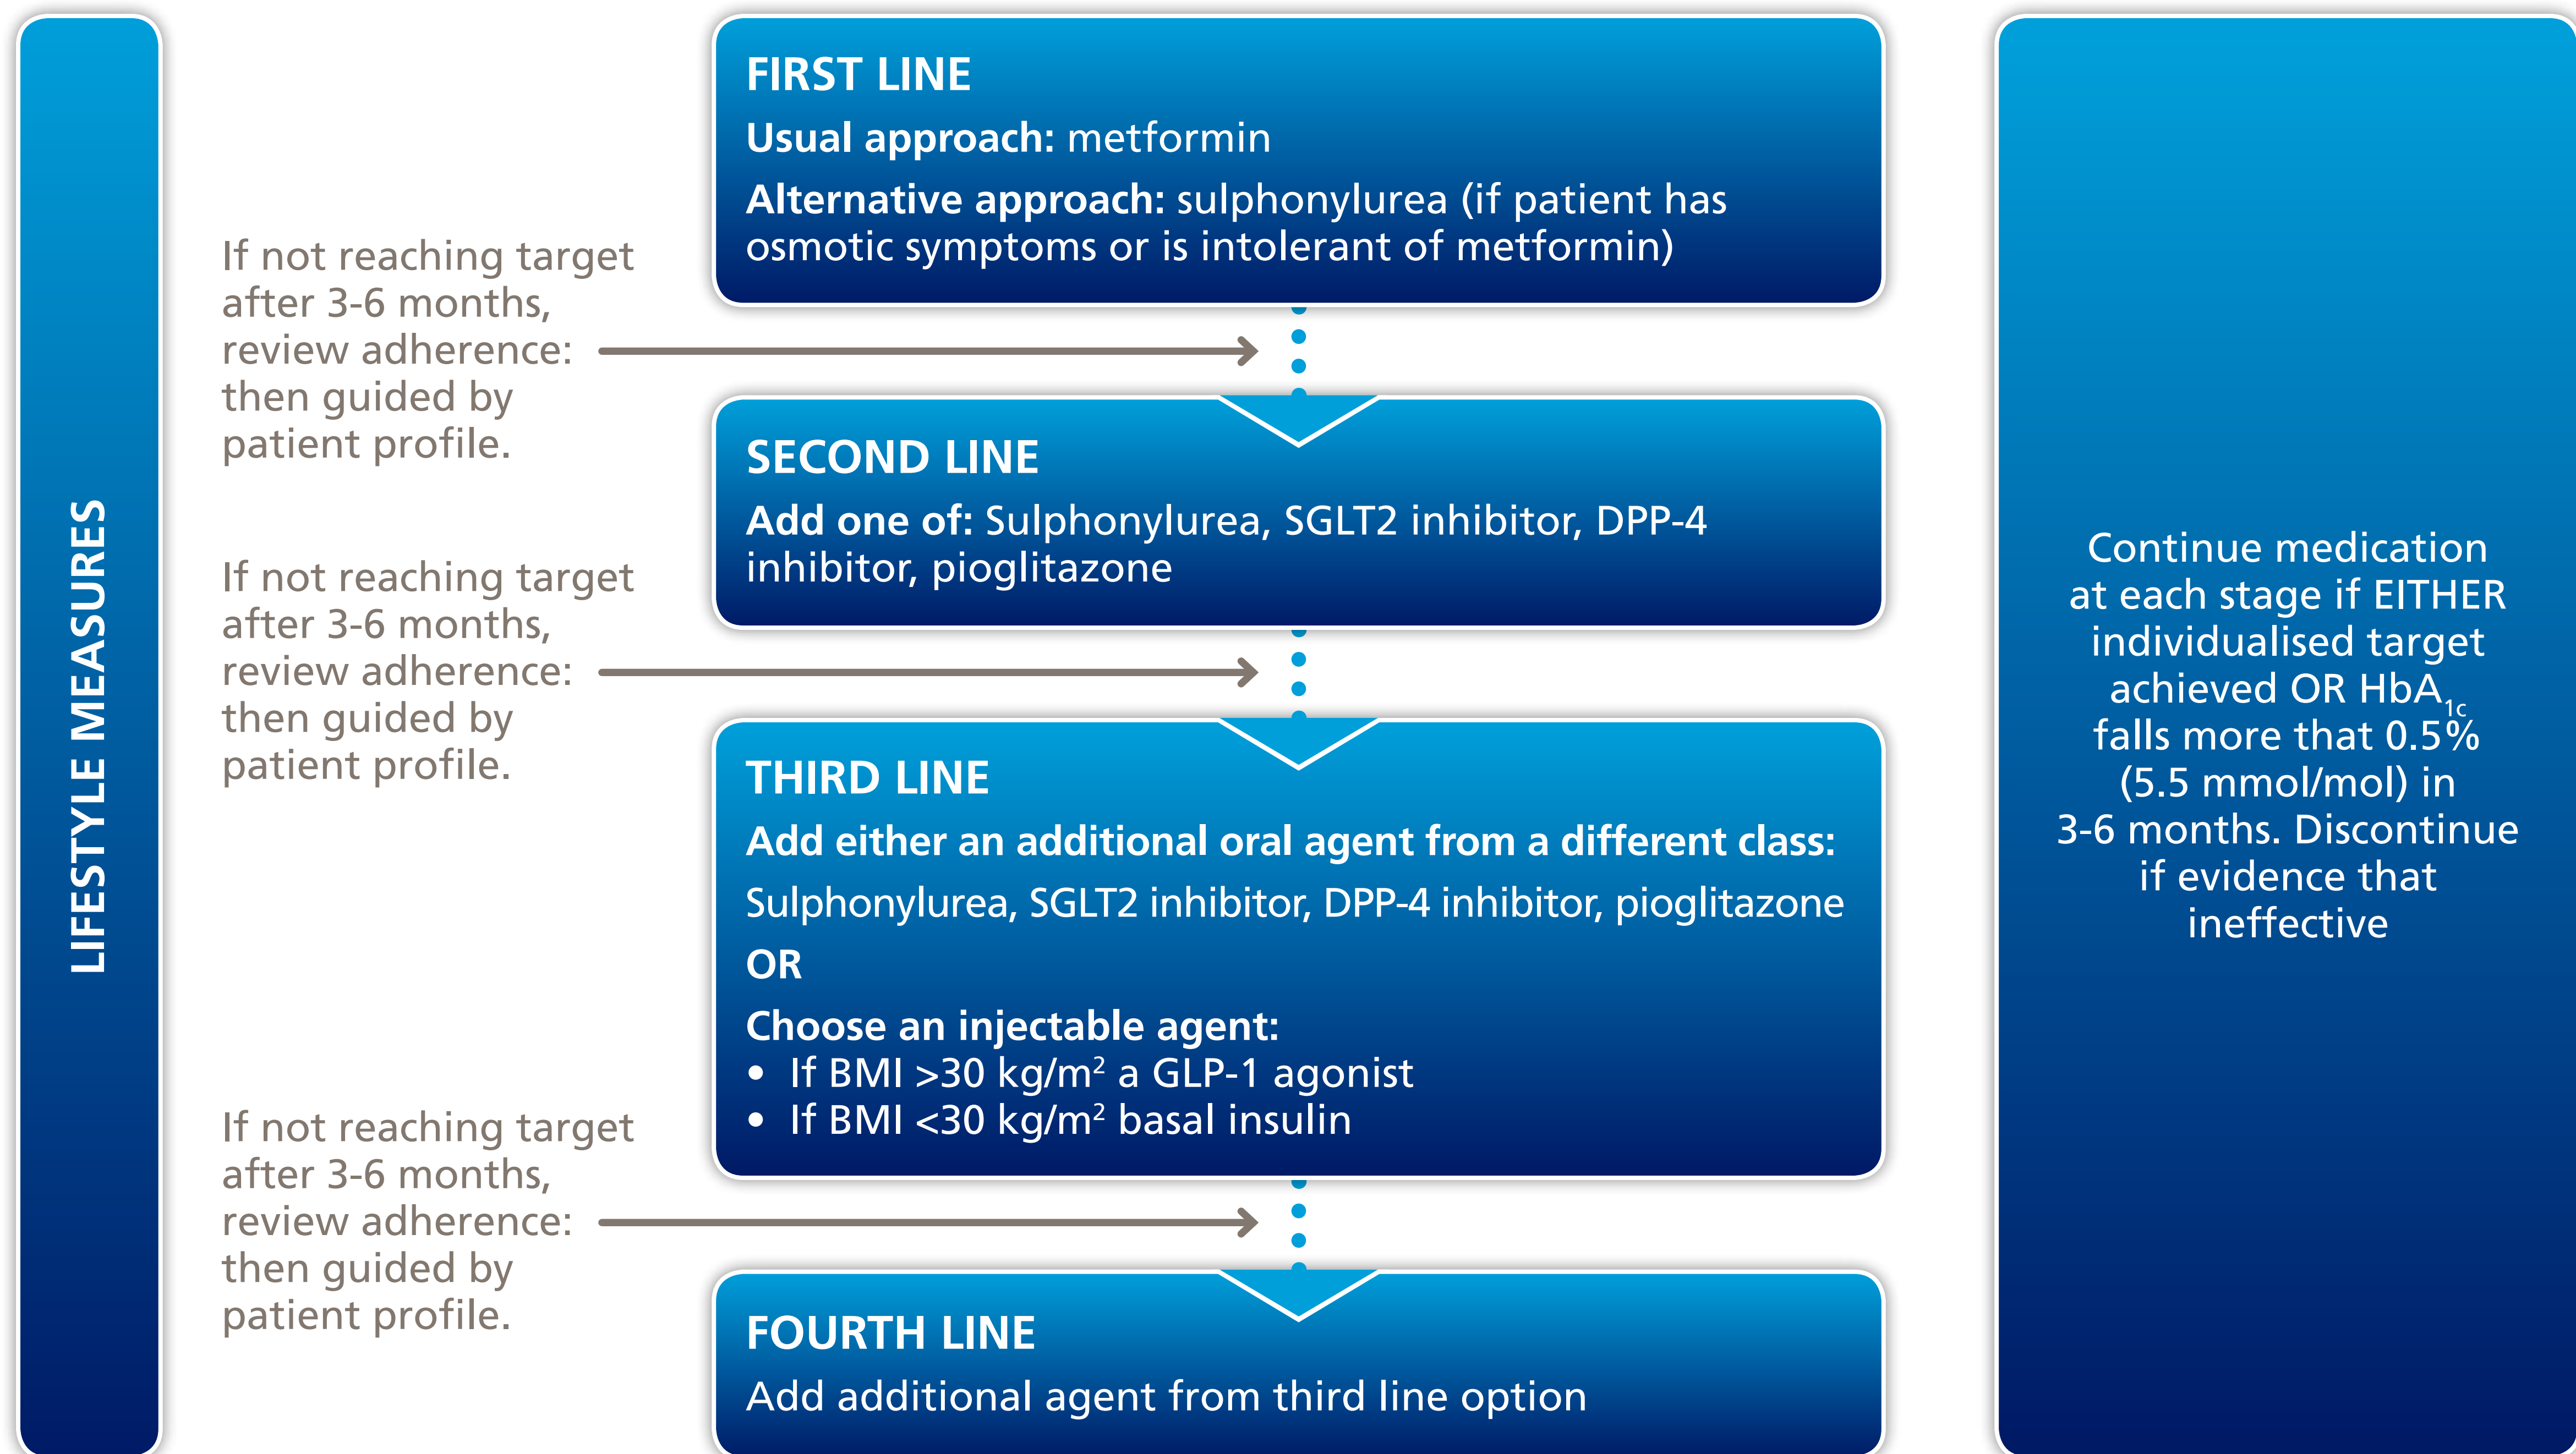 LIFESTYLE MEASURES
FIRST LINE
Usual approach: metformin
Alternative approach: sulphonylurea (if patient has
osmotic symptoms or is intolerant of metformin)
If not reaching target
after 3-6 months,
review adherence:
then guided by
patient profile.
SECOND LINE
Add one of: Sulphonylurea, SGLT2 inhibitor, DPP-4
inhibitor, pioglitazone
If not reaching target
after 3-6 months,
review adherence:
then guided by
patient profile.
THIRD LINE
Add either an additional oral agent from a different class:
Sulphonylurea, SGLT2 inhibitor, DPP-4 inhibitor, pioglitazone
OR
Choose an injectable agent:
• If BMI >30 kg/m² a GLP-1 agonist
• If BMI <30 kg/m² basal insulin
If not reaching target
after 3-6 months,
review adherence:
then guided by
patient profile.
FOURTH LINE
Add additional agent from third line option
Continue medication
at each stage if EITHER
individualised target
achieved OR HbA1c
falls more that 0.5%
(5.5 mmol/mol) in
3-6 months. Discontinue
if evidence that
ineffective